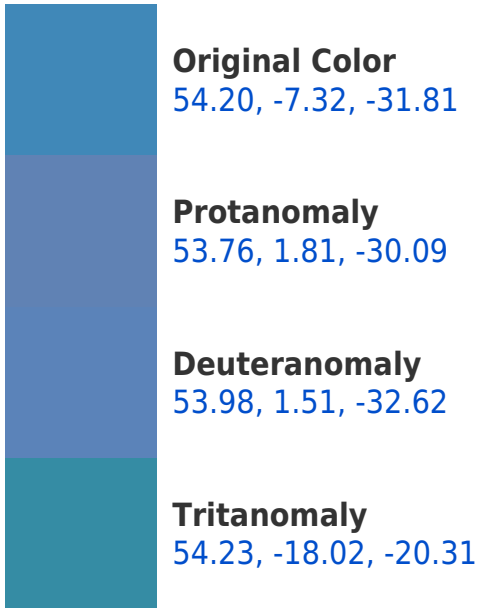 Original Color
54.20, -7.32, -31.81
Protanomaly
53.76, 1.81, -30.09
Deuteranomaly
53.98, 1.51, -32.62
Tritanomaly
54.23, -18.02, -20.31